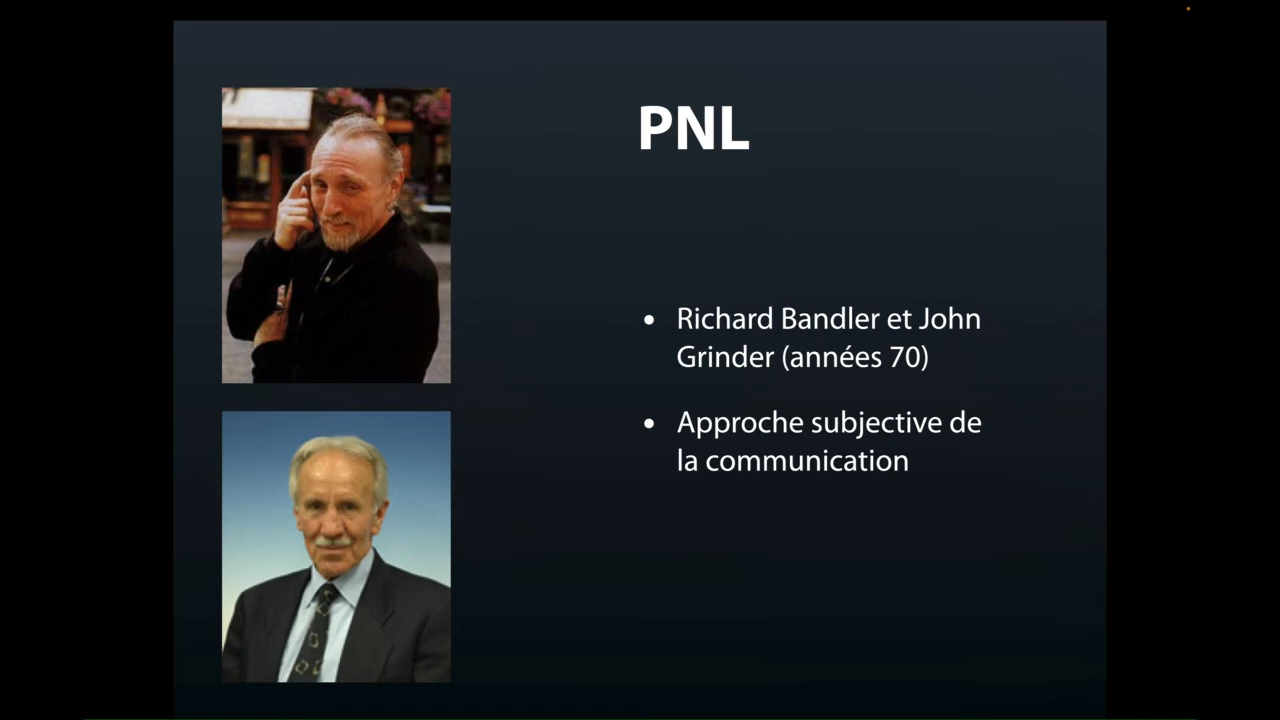 PNL
• Richard Bandler et John
Grinder (années 70)
• Approche subjective de
la communication